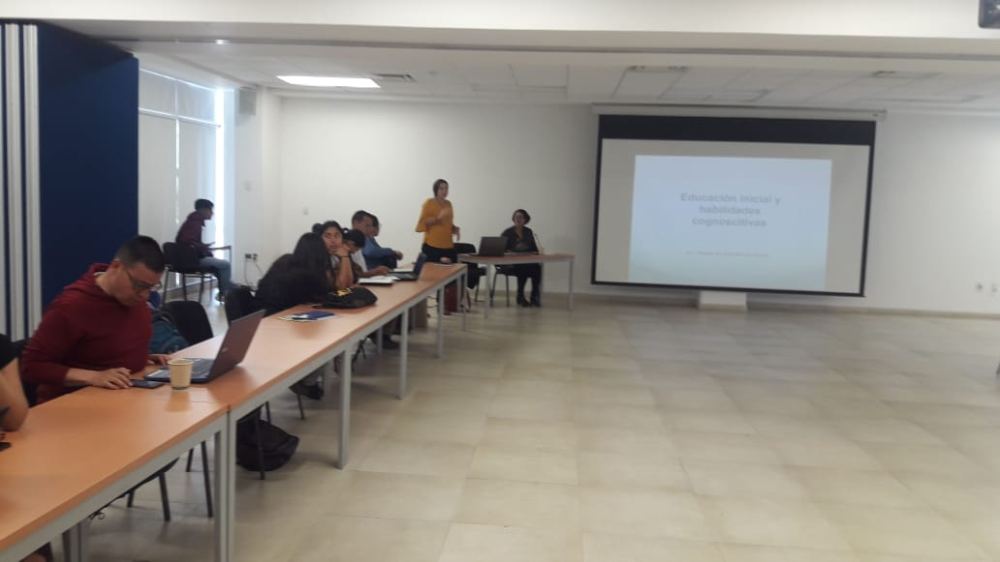 Educación Inicial y
habilidades
cognoscitivas